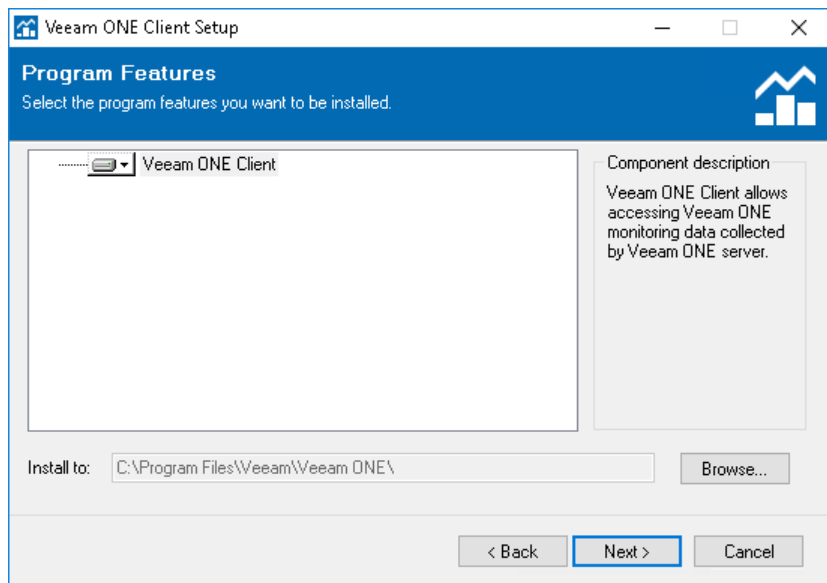 Veeam ONE Client Setup
Program Features
Select the program features you want to be installed.
Veeam ONE Client
Component description
Veeam ONE Client allows
accessing Veeam ONE
monitoring data collected
by Veeam ONE server.
Install to:
C:\Program Files\Veeam\Veeam ONE\
Browse...
< Back
Next >
Cancel